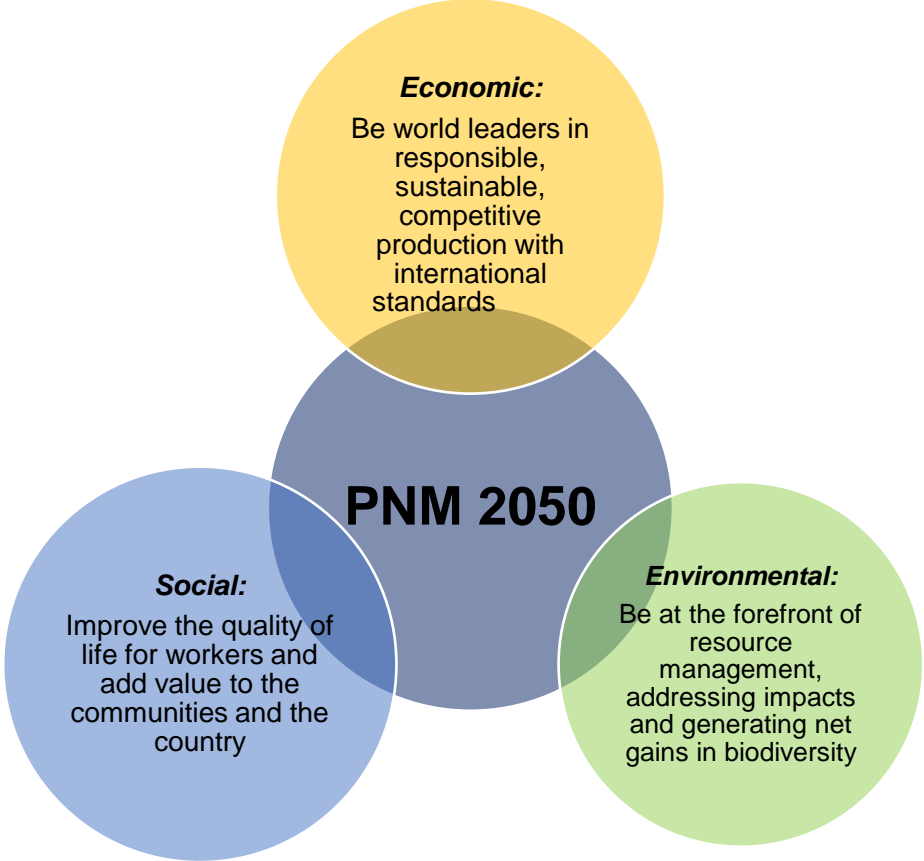 Economic:
Be world leaders in
responsible,
sustainable,
competitive
production with
international
standards
PNM 2050
Social:
Improve the quality of
life for workers and
add value to the
communities and the
country
Environmental:
Be at the forefront of
resource
management,
addressing impacts
and generating net
gains in biodiversity